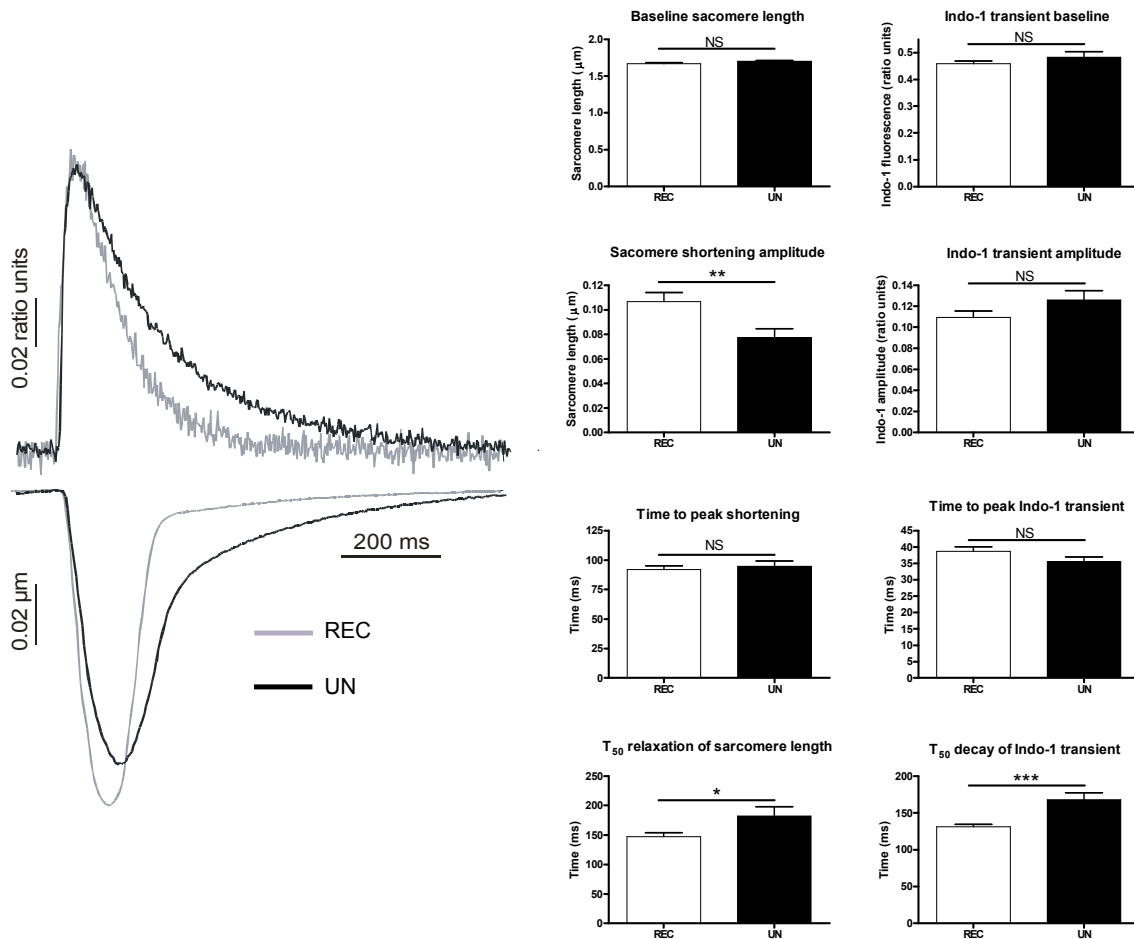 0.02 ratio units
0.02 µm
200 ms
REC
UN
Baseline sacomere length
NS
Sarcomere length (µm)
2.0
1.5
1.0
0.5
0.0
REC
UN
Indo-1 transient baseline
NS
Indo-1 fluorescence (ratio units)
0.5
0.4
0.3
0.2
0.1
0.0
REC
UN
Sacomere shortening amplitude
**
Sarcomere length (µm)
0.12
0.10
0.08
0.06
0.04
0.02
0.00
REC
UN
Indo-1 transient amplitude
NS
Indo-1 amplitude (ratio units)
0.14
0.12
0.10
0.08
0.06
0.04
0.02
0.00
REC
UN
Time to peak shortening
NS
Time (ms)
125
100
75
50
25
0
REC
UN
Time to peak Indo-1 transient
NS
Time (ms)
45
40
35
30
25
20
15
10
5
0
REC
UN
T50 relaxation of sarcomere length
*
Time (ms)
250
200
150
100
50
0
REC
UN
T50 decay of Indo-1 transient
***
Time (ms)
200
150
100
50
0
REC
UN